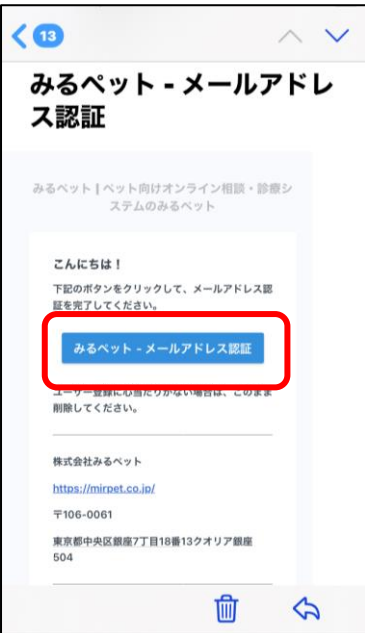 13
みるペット - メールアドレ
ス認証
みるペット | ペット向けオンライン相談・診療シ
ステムのみるペット
こんにちは！
下記のボタンをクリックして、メールアドレス認
証を完了してください。
みるペット - メールアドレス認証
ユーザー登録に心当たりがない場合は、このまま
削除してください。
株式会社みるペット
https://mirpet.co.jp/
〒106-0061
東京都中央区銀座7丁目18番13クオリア銀座
504